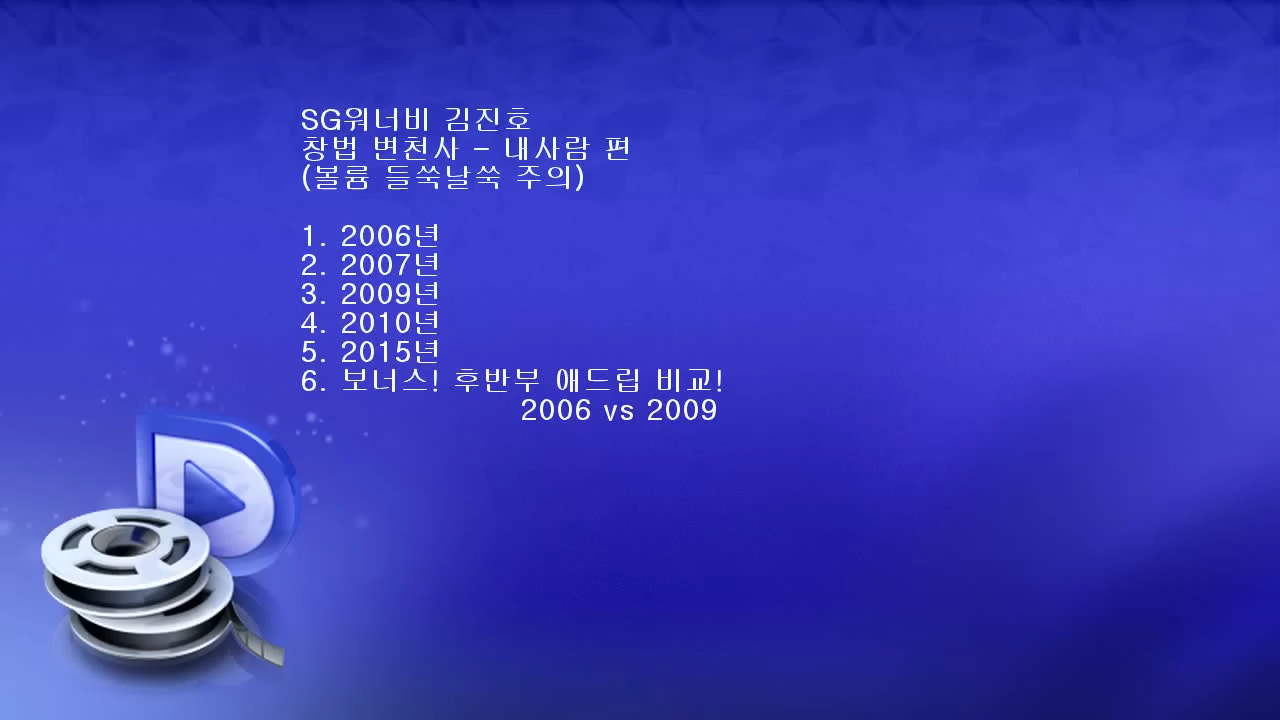 SG워너비 김진호
창법 변천사 - 내사람 편
(볼륨 들쑥날쑥 주의)
1. 2006년
2. 2007년
3. 2009년
4. 2010년
5. 2015년
6. 보너스! 후반부 애드립 비교!
2006 vs 2009